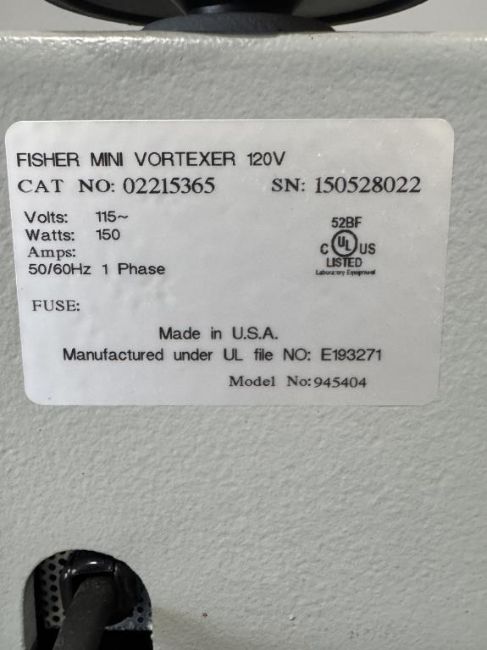 FISHER MINI VORTEXER 120V
CAT NO: 02215365 SN: 150528022
Volts: 115~
Watts: 150
Amps:
50/60Hz 1 Phase
FUSE:
52BF
C UL US
LISTED
Laboratory Equipment
Made in U.S.A.
Manufactured under UL file NO: E193271
Model No: 945404